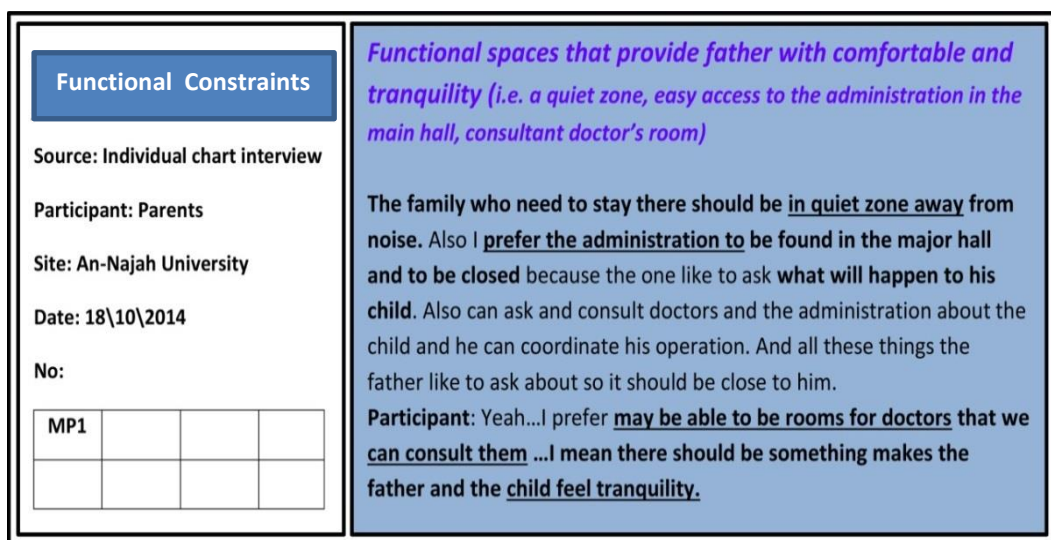 Functional Constraints
Source: Individual chart interview
Participant: Parents
Site: An-Najah University
Date: 18\10\2014
No:
MP1
Functional spaces that provide father with comfortable and
tranquility (i.e. a quiet zone, easy access to the administration in the
main hall, consultant doctor's room)
The family who need to stay there should be in quiet zone away from
noise. Also I prefer the administration to be found in the major hall
and to be closed because the one like to ask what will happen to his
child. Also can ask and consult doctors and the administration about the
child and he can coordinate his operation. And all these things the
father like to ask about so it should be close to him.
Participant: Yeah...I prefer may be able to be rooms for doctors that we
can consult them ...I mean there should be something makes the
father and the child feel tranquility.